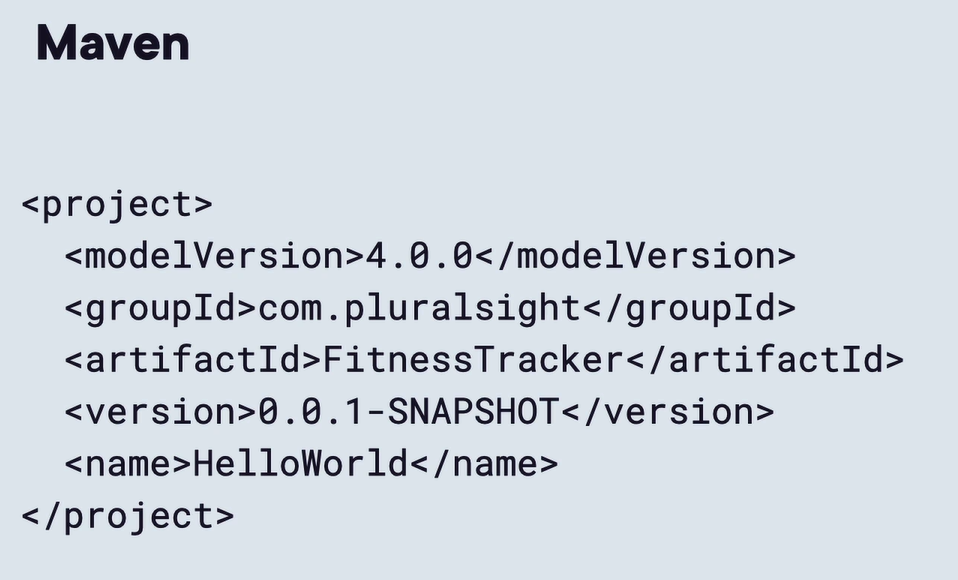 Maven
<project>
<modelVersion>4.0.0</modelVersion>
<groupId>com.pluralsight</groupId>
<artifactId>FitnessTracker</artifactId>
<version>0.0.1-SNAPSHOT</version>
<name>HelloWorld</name>
</project>